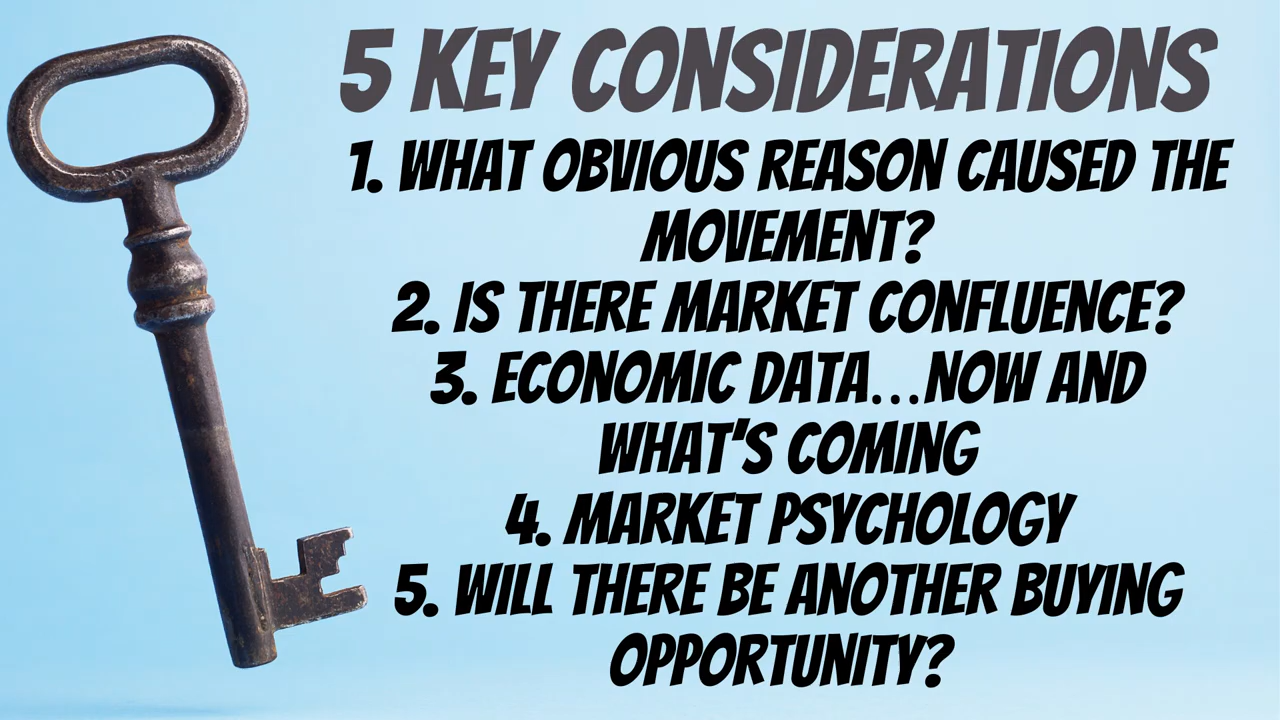 5 KEY CONSIDERATIONS
1. WHAT OBVIOUS REASON CAUSED THE
MOVEMENT?
2. IS THERE MARKET CONFLUENCE?
3. ECONOMIC DATA...NOW AND
WHAT'S COMING
4. MARKET PSYCHOLOGY
5. WILL THERE BE ANOTHER BUYING
OPPORTUNITY?